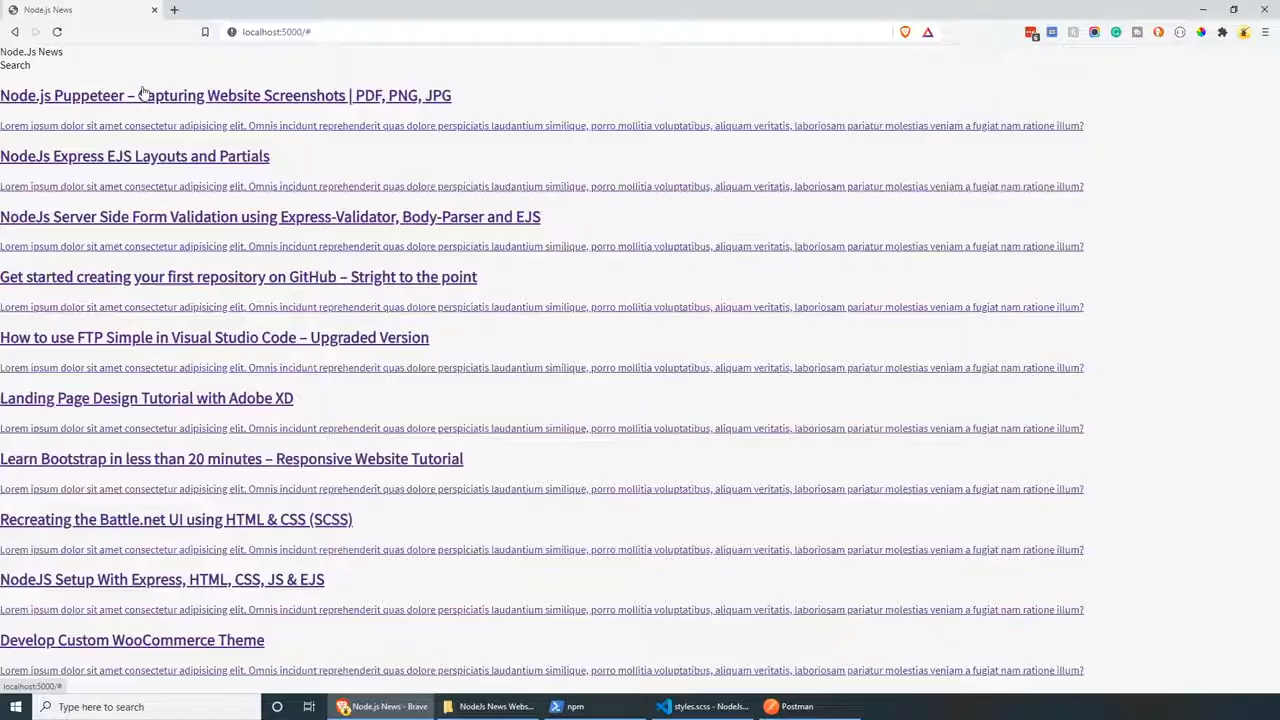 Node.js News
localhost:5000/#
6
Node.Js News
Search
Node.js Puppeteer – Capturing Website Screenshots | PDF, PNG, JPG
Lorem ipsum dolor sit amet consectetur adipisicing elit. Omnis incidunt reprehenderit quas dolore perspiciatis laudantium similique, porro mollitia voluptatibus, aliquam veritatis, laboriosam pariatur molestias veniam a fugiat nam ratione illum?
NodeJs Express EJS Layouts and Partials
Lorem ipsum dolor sit amet consectetur adipisicing elit. Omnis incidunt reprehenderit quas dolore perspiciatis laudantium similique, porro mollitia voluptatibus, aliquam veritatis, laboriosam pariatur molestias veniam a fugiat nam ratione illum?
NodeJs Server Side Form Validation using Express-Validator, Body-Parser and EJS
Lorem ipsum dolor sit amet consectetur adipisicing elit. Omnis incidunt reprehenderit quas dolore perspiciatis laudantium similique, porro mollitia voluptatibus, aliquam veritatis, laboriosam pariatur molestias veniam a fugiat nam ratione illum?
Get started creating your first repository on GitHub – Stright to the point
Lorem ipsum dolor sit amet consectetur adipisicing elit. Omnis incidunt reprehenderit quas dolore perspiciatis laudantium similique, porro mollitia voluptatibus, aliquam veritatis, laboriosam pariatur molestias veniam a fugiat nam ratione illum?
How to use FTP Simple in Visual Studio Code – Upgraded Version
Lorem ipsum dolor sit amet consectetur adipisicing elit. Omnis incidunt reprehenderit quas dolore perspiciatis laudantium similique, porro mollitia voluptatibus, aliquam veritatis, laboriosam pariatur molestias veniam a fugiat nam ratione illum?
Landing Page Design Tutorial with Adobe XD
Lorem ipsum dolor sit amet consectetur adipisicing elit. Omnis incidunt reprehenderit quas dolore perspiciatis laudantium similique, porro mollitia voluptatibus, aliquam veritatis, laboriosam pariatur molestias veniam a fugiat nam ratione illum?
Learn Bootstrap in less than 20 minutes – Responsive Website Tutorial
Lorem ipsum dolor sit amet consectetur adipisicing elit. Omnis incidunt reprehenderit quas dolore perspiciatis laudantium similique, porro mollitia voluptatibus, aliquam veritatis, laboriosam pariatur molestias veniam a fugiat nam ratione illum?
Recreating the Battle.net UI using HTML & CSS (SCSS)
Lorem ipsum dolor sit amet consectetur adipisicing elit. Omnis incidunt reprehenderit quas dolore perspiciatis laudantium similique, porro mollitia voluptatibus, aliquam veritatis, laboriosam pariatur molestias veniam a fugiat nam ratione illum?
NodeJS Setup With Express, HTML, CSS, JS & EJS
Lorem ipsum dolor sit amet consectetur adipisicing elit. Omnis incidunt reprehenderit quas dolore perspiciatis laudantium similique, porro mollitia voluptatibus, aliquam veritatis, laboriosam pariatur molestias veniam a fugiat nam ratione illum?
Develop Custom WooCommerce Theme
Lorem ipsum dolor sit amet consectetur adipisicing elit. Omnis incidunt reprehenderit quas dolore perspiciatis laudantium similique, porro mollitia voluptatibus, aliquam veritatis, laboriosam pariatur molestias veniam a fugiat nam ratione illum?
localhost:5000/#
Type here to search
Node.js News - Brave
NodeJs News Webs...
npm
styles.scss - NodeJs...
Postman